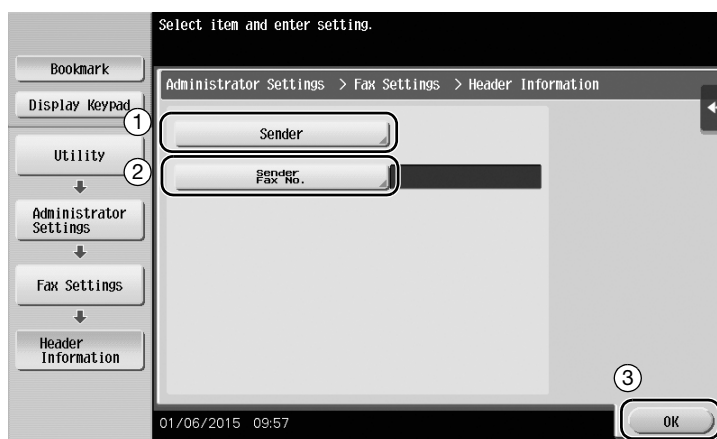 Select item and enter setting.
Bookmark
Display Keypad
Administrator Settings > Fax Settings > Header Information
1
Sender
2
Sender
Fax No.
Utility
Administrator
Settings
Fax Settings
Header
Information
3
01/06/2015 09:57
OK